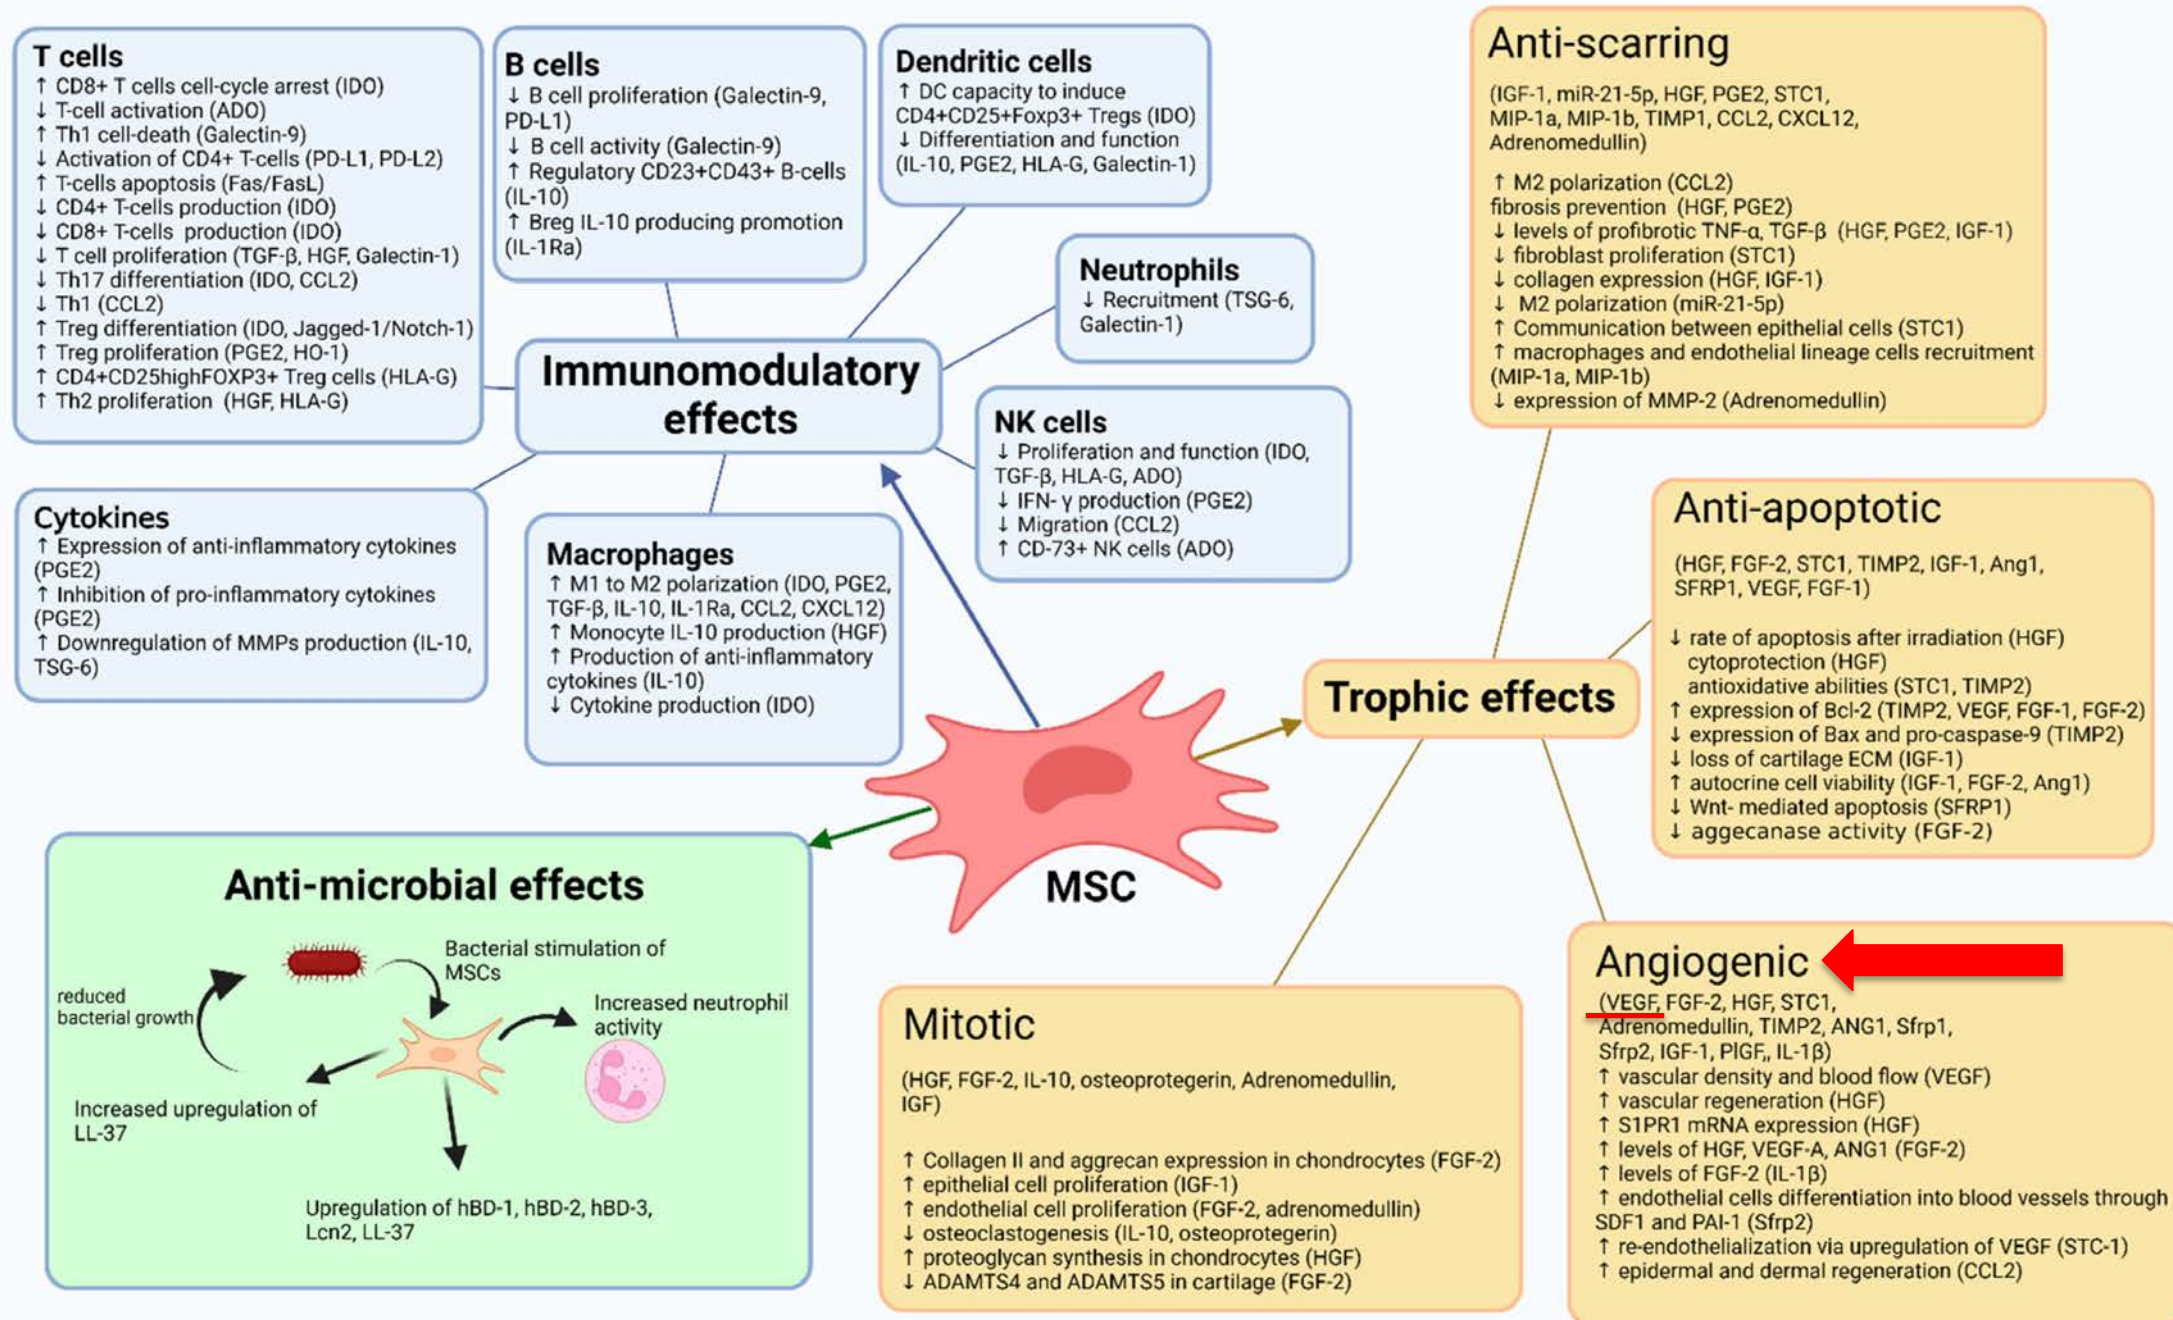 T cells
↑ CD8+ T cells cell-cycle arrest (IDO)
↓ T-cell activation (ADO)
↑ Th1 cell-death (Galectin-9)
↓ Activation of CD4+ T-cells (PD-L1, PD-L2)
↑ T-cells apoptosis (Fas/FasL)
↓ CD4+ T-cells production (IDO)
↓ CD8+ T-cells production (IDO)
↓ T cell proliferation (TGF-β, HGF, Galectin-1)
↓ Th17 differentiation (IDO, CCL2)
↓ Th1 (CCL2)
↑ Treg differentiation (IDO, Jagged-1/Notch-1)
↑ Treg proliferation (PGE2, HO-1)
↑ CD4+CD25highFOXP3+ Treg cells (HLA-G)
↑ Th2 proliferation (HGF, HLA-G)
B cells
↓ B cell proliferation (Galectin-9,
PD-L1)
↓ B cell activity (Galectin-9)
↑ Regulatory CD23+CD43+ B-cells
(IL-10)
↑ Breg IL-10 producing promotion
(IL-1Ra)
Dendritic cells
↑ DC capacity to induce
CD4+CD25+Foxp3+ Tregs (IDO)
↓ Differentiation and function
(IL-10, PGE2, HLA-G, Galectin-1)
Neutrophils
↓ Recruitment (TSG-6,
Galectin-1)
Immunomodulatory
effects
NK cells
↓ Proliferation and function (IDO,
TGF-β, HLA-G, ADO)
↓ IFN- γ production (PGE2)
↓ Migration (CCL2)
↑ CD-73+ NK cells (ADO)
Cytokines
↑ Expression of anti-inflammatory cytokines
(PGE2)
↑ Inhibition of pro-inflammatory cytokines
(PGE2)
↑ Downregulation of MMPs production (IL-10,
TSG-6)
Macrophages
↑ M1 to M2 polarization (IDO, PGE2,
TGF-β, IL-10, IL-1Ra, CCL2, CXCL12)
↑ Monocyte IL-10 production (HGF)
↑ Production of anti-inflammatory
cytokines (IL-10)
↓ Cytokine production (IDO)
Anti-scarring
(IGF-1, miR-21-5p, HGF, PGE2, STC1,
MIP-1a, MIP-1b, TIMP1, CCL2, CXCL12,
Adrenomedullin)
↑ M2 polarization (CCL2)
fibrosis prevention (HGF, PGE2)
↓ levels of profibrotic TNF-α, TGF-β (HGF, PGE2, IGF-1)
↓ fibroblast proliferation (STC1)
↓ collagen expression (HGF, IGF-1)
↓ M2 polarization (miR-21-5p)
↑ Communication between epithelial cells (STC1)
↑ macrophages and endothelial lineage cells recruitment
(MIP-1a, MIP-1b)
↓ expression of MMP-2 (Adrenomedullin)
Anti-apoptotic
(HGF, FGF-2, STC1, TIMP2, IGF-1, Ang1,
SFRP1, VEGF, FGF-1)
↓ rate of apoptosis after irradiation (HGF)
cytoprotection (HGF)
antioxidative abilities (STC1, TIMP2)
↑ expression of Bcl-2 (TIMP2, VEGF, FGF-1, FGF-2)
↓ expression of Bax and pro-caspase-9 (TIMP2)
↓ loss of cartilage ECM (IGF-1)
↑ autocrine cell viability (IGF-1, FGF-2, Ang1)
↓ Wnt- mediated apoptosis (SFRP1)
↓ aggecanase activity (FGF-2)
Trophic effects
MSC
Anti-microbial effects
Bacterial stimulation of
MSCs
reduced
bacterial growth
Increased neutrophil
activity
Increased upregulation of
LL-37
Upregulation of hBD-1, hBD-2, hBD-3,
Lcn2, LL-37
Mitotic
(HGF, FGF-2, IL-10, osteoprotegerin, Adrenomedullin,
IGF)
↑ Collagen II and aggrecan expression in chondrocytes (FGF-2)
↑ epithelial cell proliferation (IGF-1)
↑ endothelial cell proliferation (FGF-2, adrenomedullin)
↓ osteoclastogenesis (IL-10, osteoprotegerin)
↑ proteoglycan synthesis in chondrocytes (HGF)
↓ ADAMTS4 and ADAMTS5 in cartilage (FGF-2)
Angiogenic
(VEGF, FGF-2, HGF, STC1,
Adrenomedullin, TIMP2, ANG1, Sfrp1,
Sfrp2, IGF-1, PlGF,, IL-1β)
↑ vascular density and blood flow (VEGF)
↑ vascular regeneration (HGF)
↑ S1PR1 mRNA expression (HGF)
↑ levels of HGF, VEGF-A, ANG1 (FGF-2)
↑ levels of FGF-2 (IL-1β)
↑ endothelial cells differentiation into blood vessels through
SDF1 and PAI-1 (Sfrp2)
↑ re-endothelialization via upregulation of VEGF (STC-1)
↑ epidermal and dermal regeneration (CCL2)